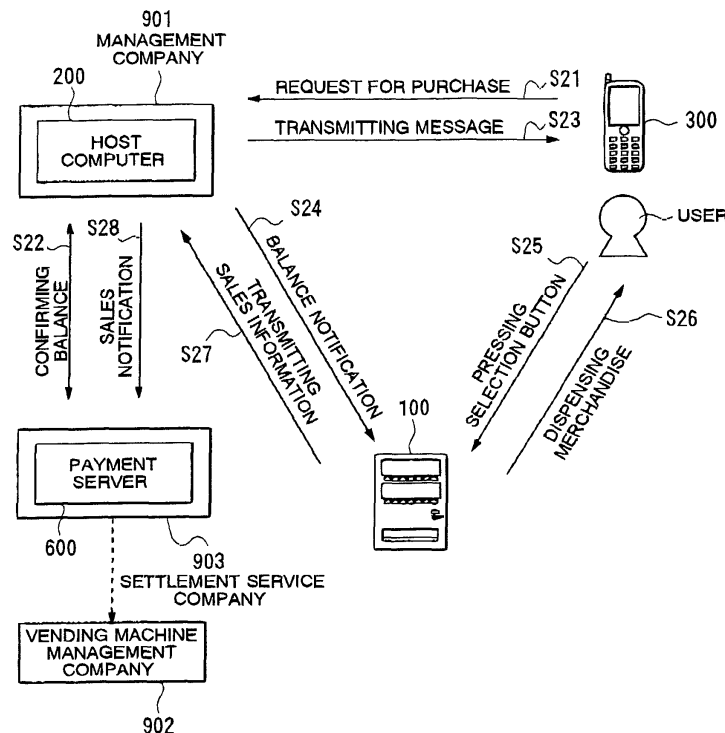 901
MANAGEMENT
COMPANY
200
HOST
COMPUTER
REQUEST FOR PURCHASE
S21
TRANSMITTING MESSAGE
S23
300
USER
S22
CONFIRMING
BALANCE
S28
SALES
NOTIFICATION
S24
BALANCE NOTIFICATION
S27
TRANSMITTING
SALES INFORMATION
S25
PRESSING
SELECTION BUTTON
S26
DISPENSING
MERCHANDISE
100
PAYMENT
SERVER
600
903
SETTLEMENT SERVICE
COMPANY
VENDING MACHINE
MANAGEMENT
COMPANY
902